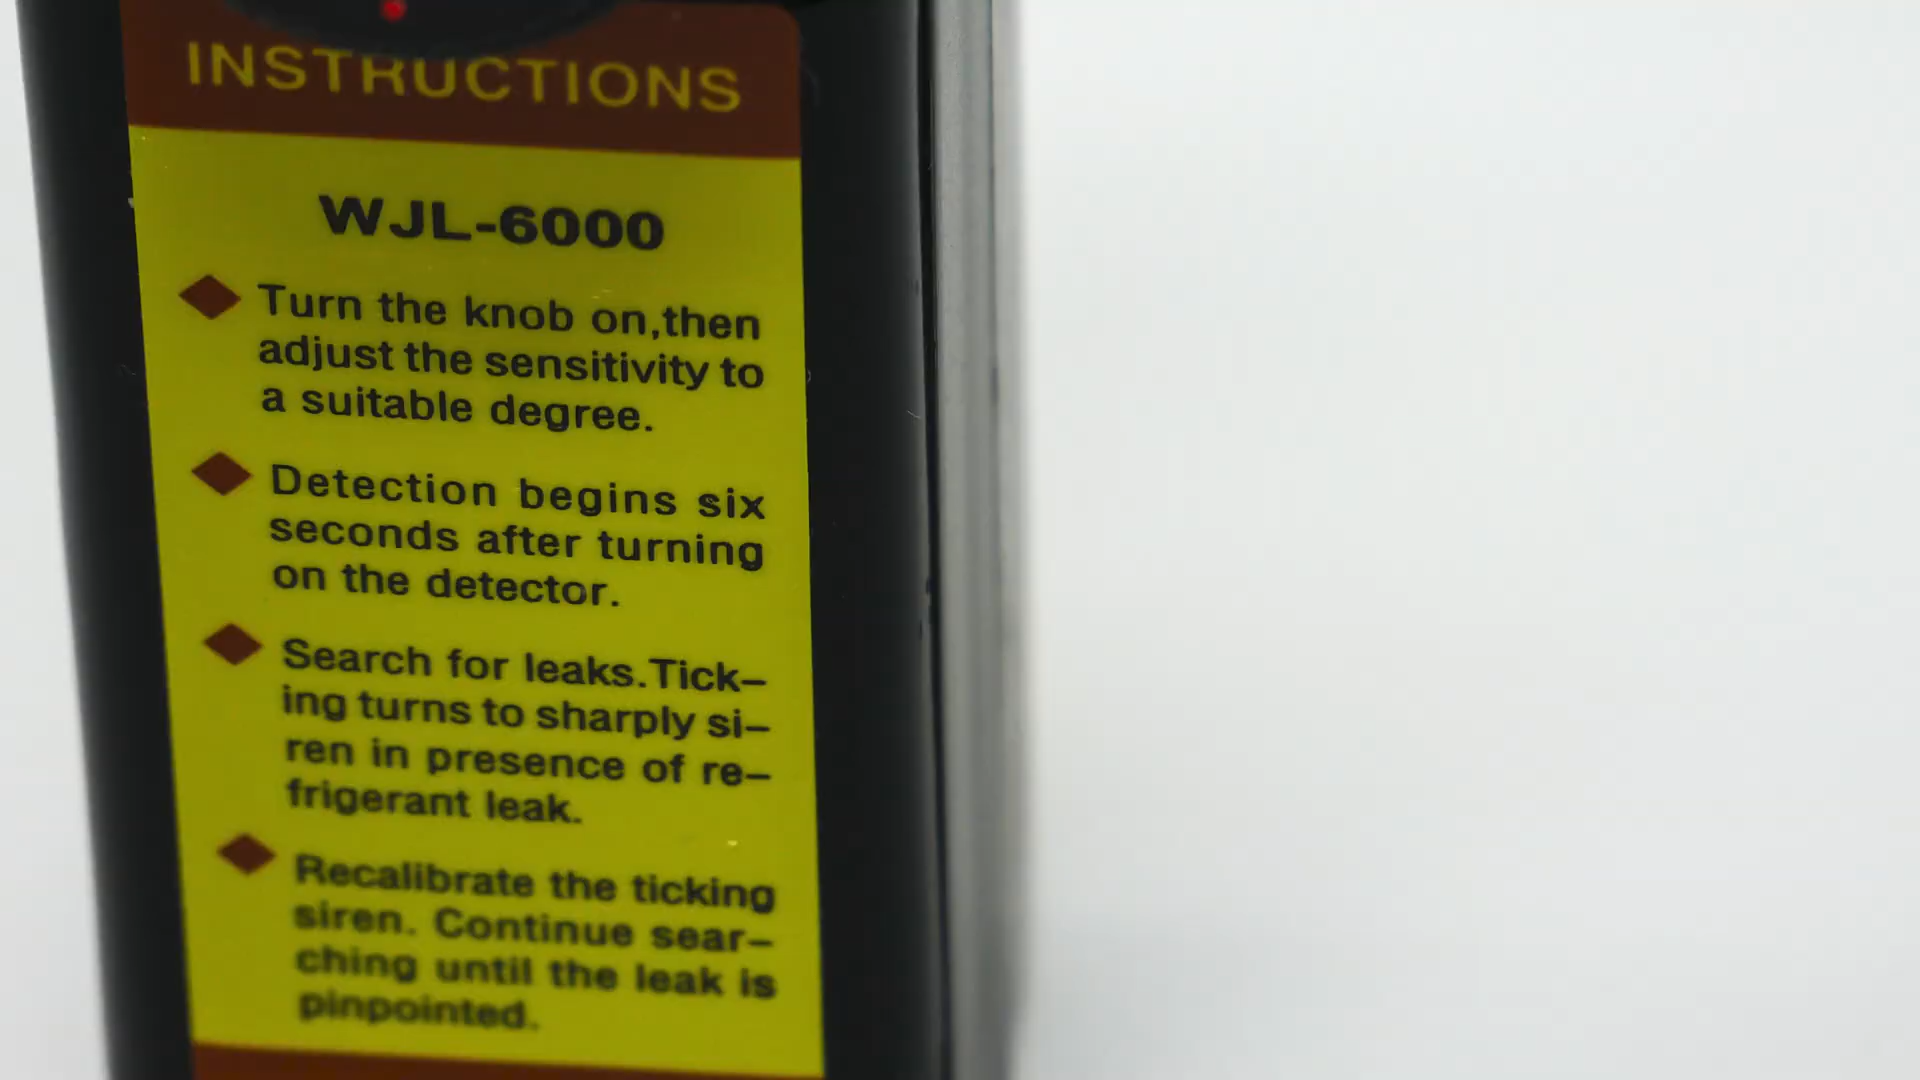 INSTRUCTIONS
WJL-6000
Turn the knob on,then
adjust the sensitivity to
a suitable degree.
Detection begins six
seconds after turning
on the detector.
Search for leaks.Tick–
ing turns to sharply si–
ren in presence of re–
frigerant leak.
Recalibrate the ticking
siren. Continue sear–
ching until the leak is
pinpointed.